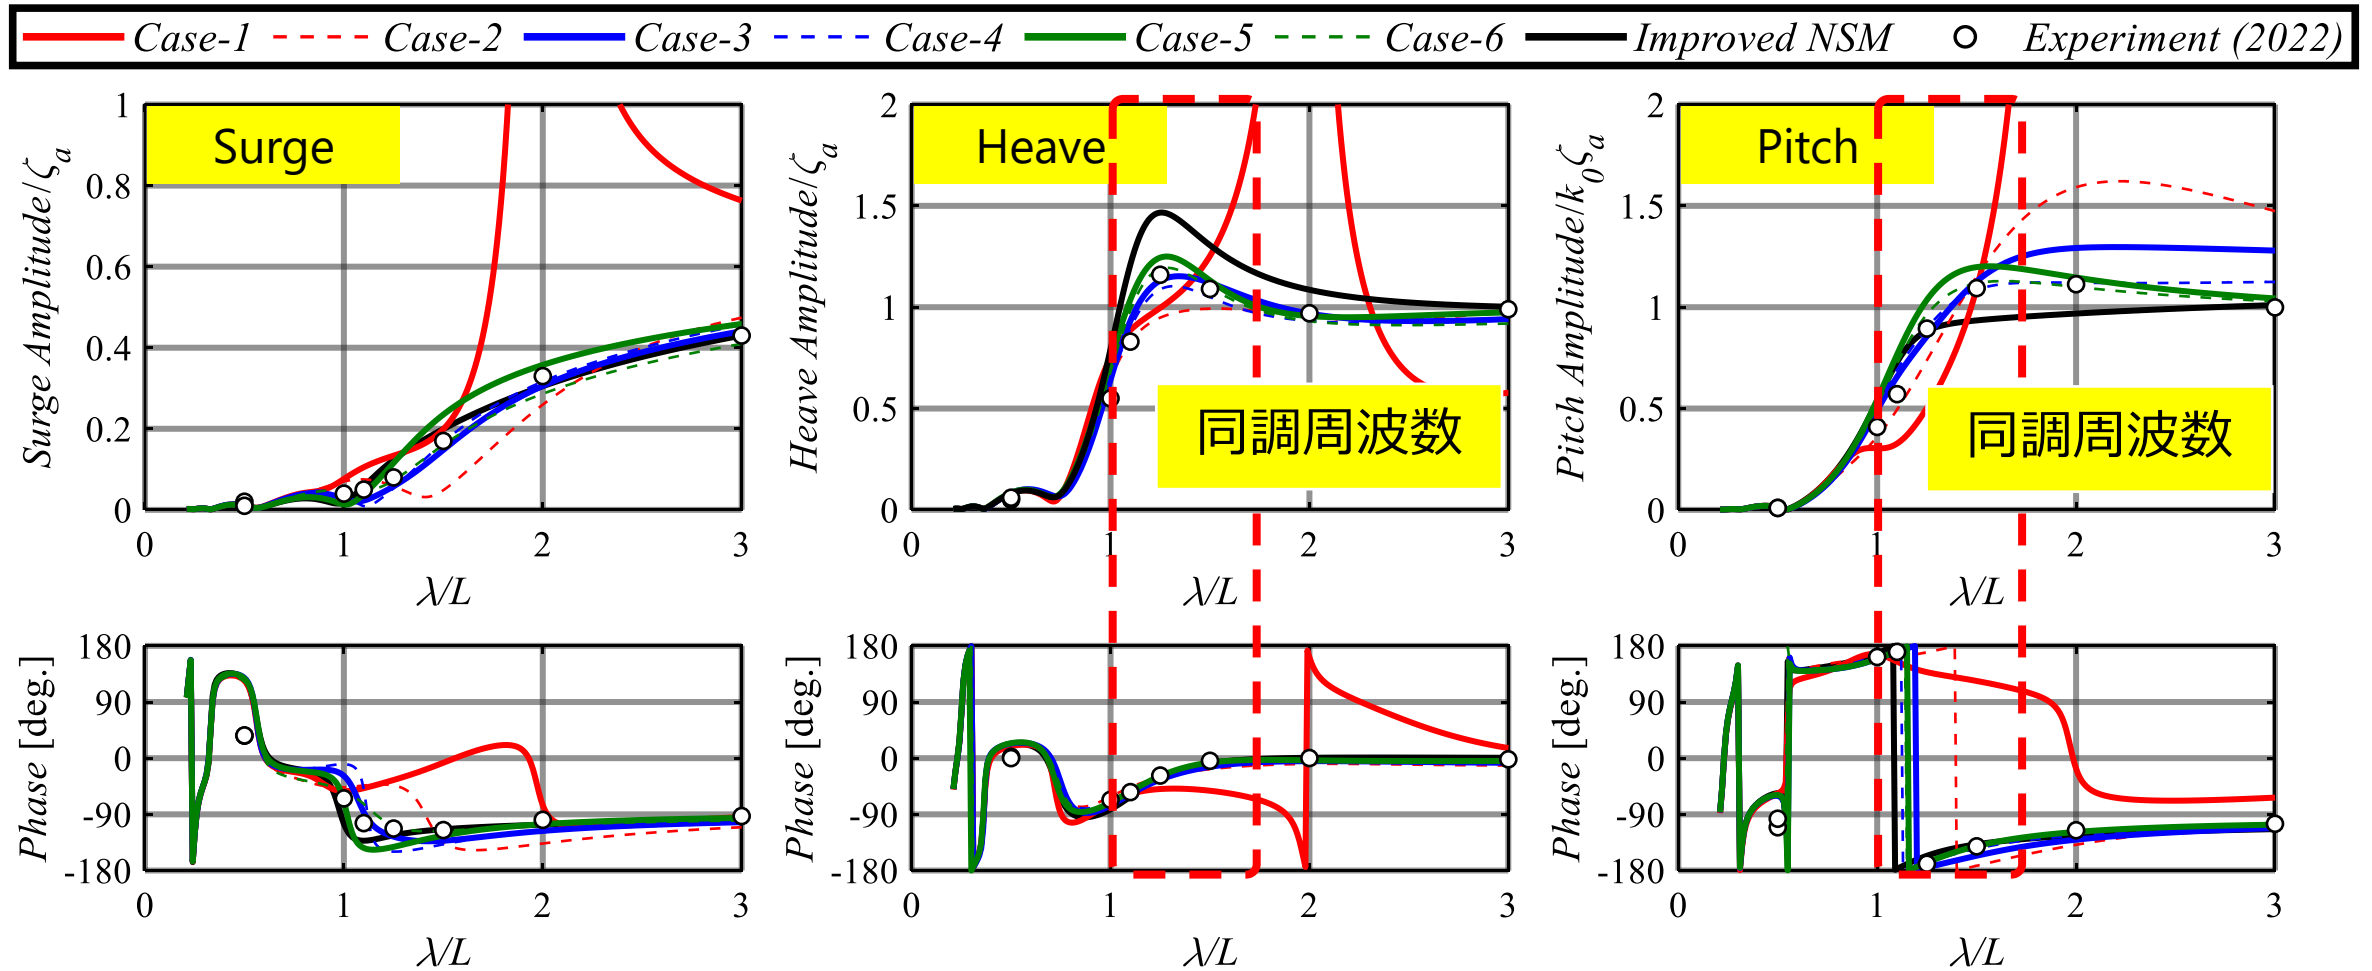 Case-1 Case-2 Case-3 Case-4 Case-5 Case-6 Improved NSM Experiment (2022)
Surge
Surge Amplitude/ζa
1
0.8
0.6
0.4
0.2
0
0 1 2 3
λ/L
Heave
Heave Amplitude/ζa
2
1.5
1
0.5
0
同調周波数
0 1 2 3
λ/L
Pitch
Pitch Amplitude/k0ζa
2
1.5
1
0.5
0
同調周波数
0 1 2 3
λ/L
Phase [deg.]
180
90
0
-90
-180
0 1 2 3
λ/L
Phase [deg.]
180
90
0
-90
-180
0 1 2 3
λ/L
Phase [deg.]
180
90
0
-90
-180
0 1 2 3
λ/L